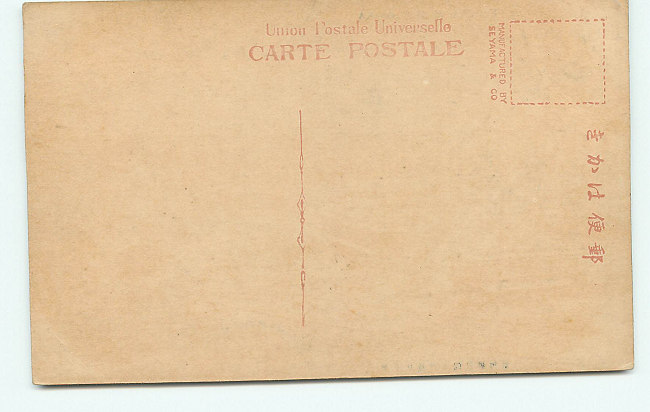 Union Postale Universelle
CARTE POSTALE
MANUFACTURED BY
SEYAMA & CO
郵便はかき